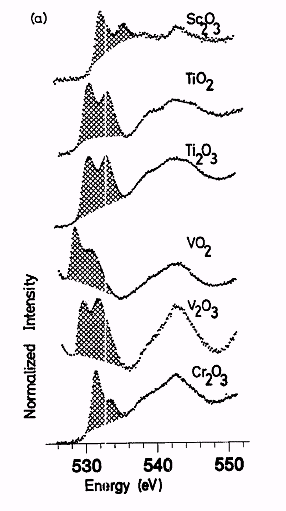 (a)
Sc2O3
TiO2
Ti2O3
VO2
V2O3
Cr2O3
Normalized Intensity
530 540 550
Energy (eV)